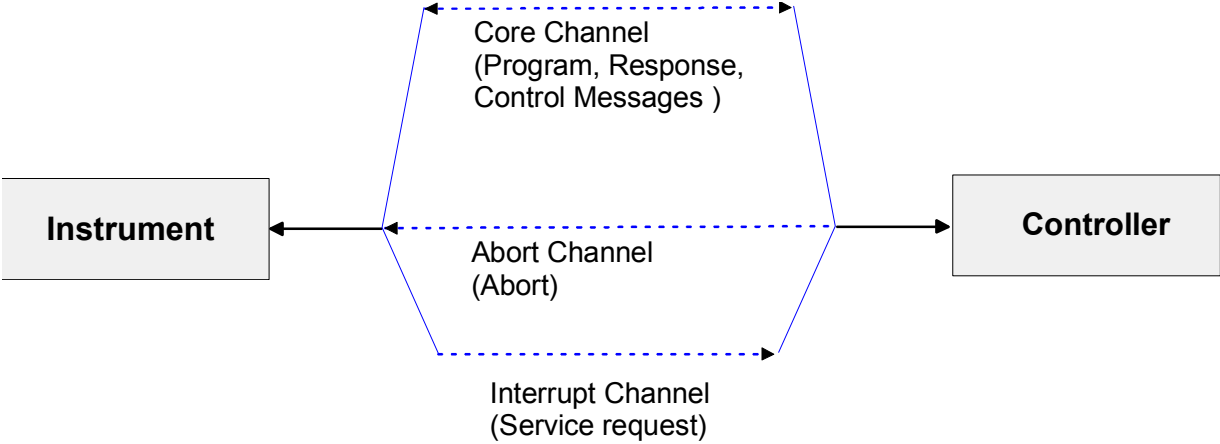 Core Channel
(Program, Response,
Control Messages )
Instrument
Controller
Abort Channel
(Abort)
Interrupt Channel
(Service request)